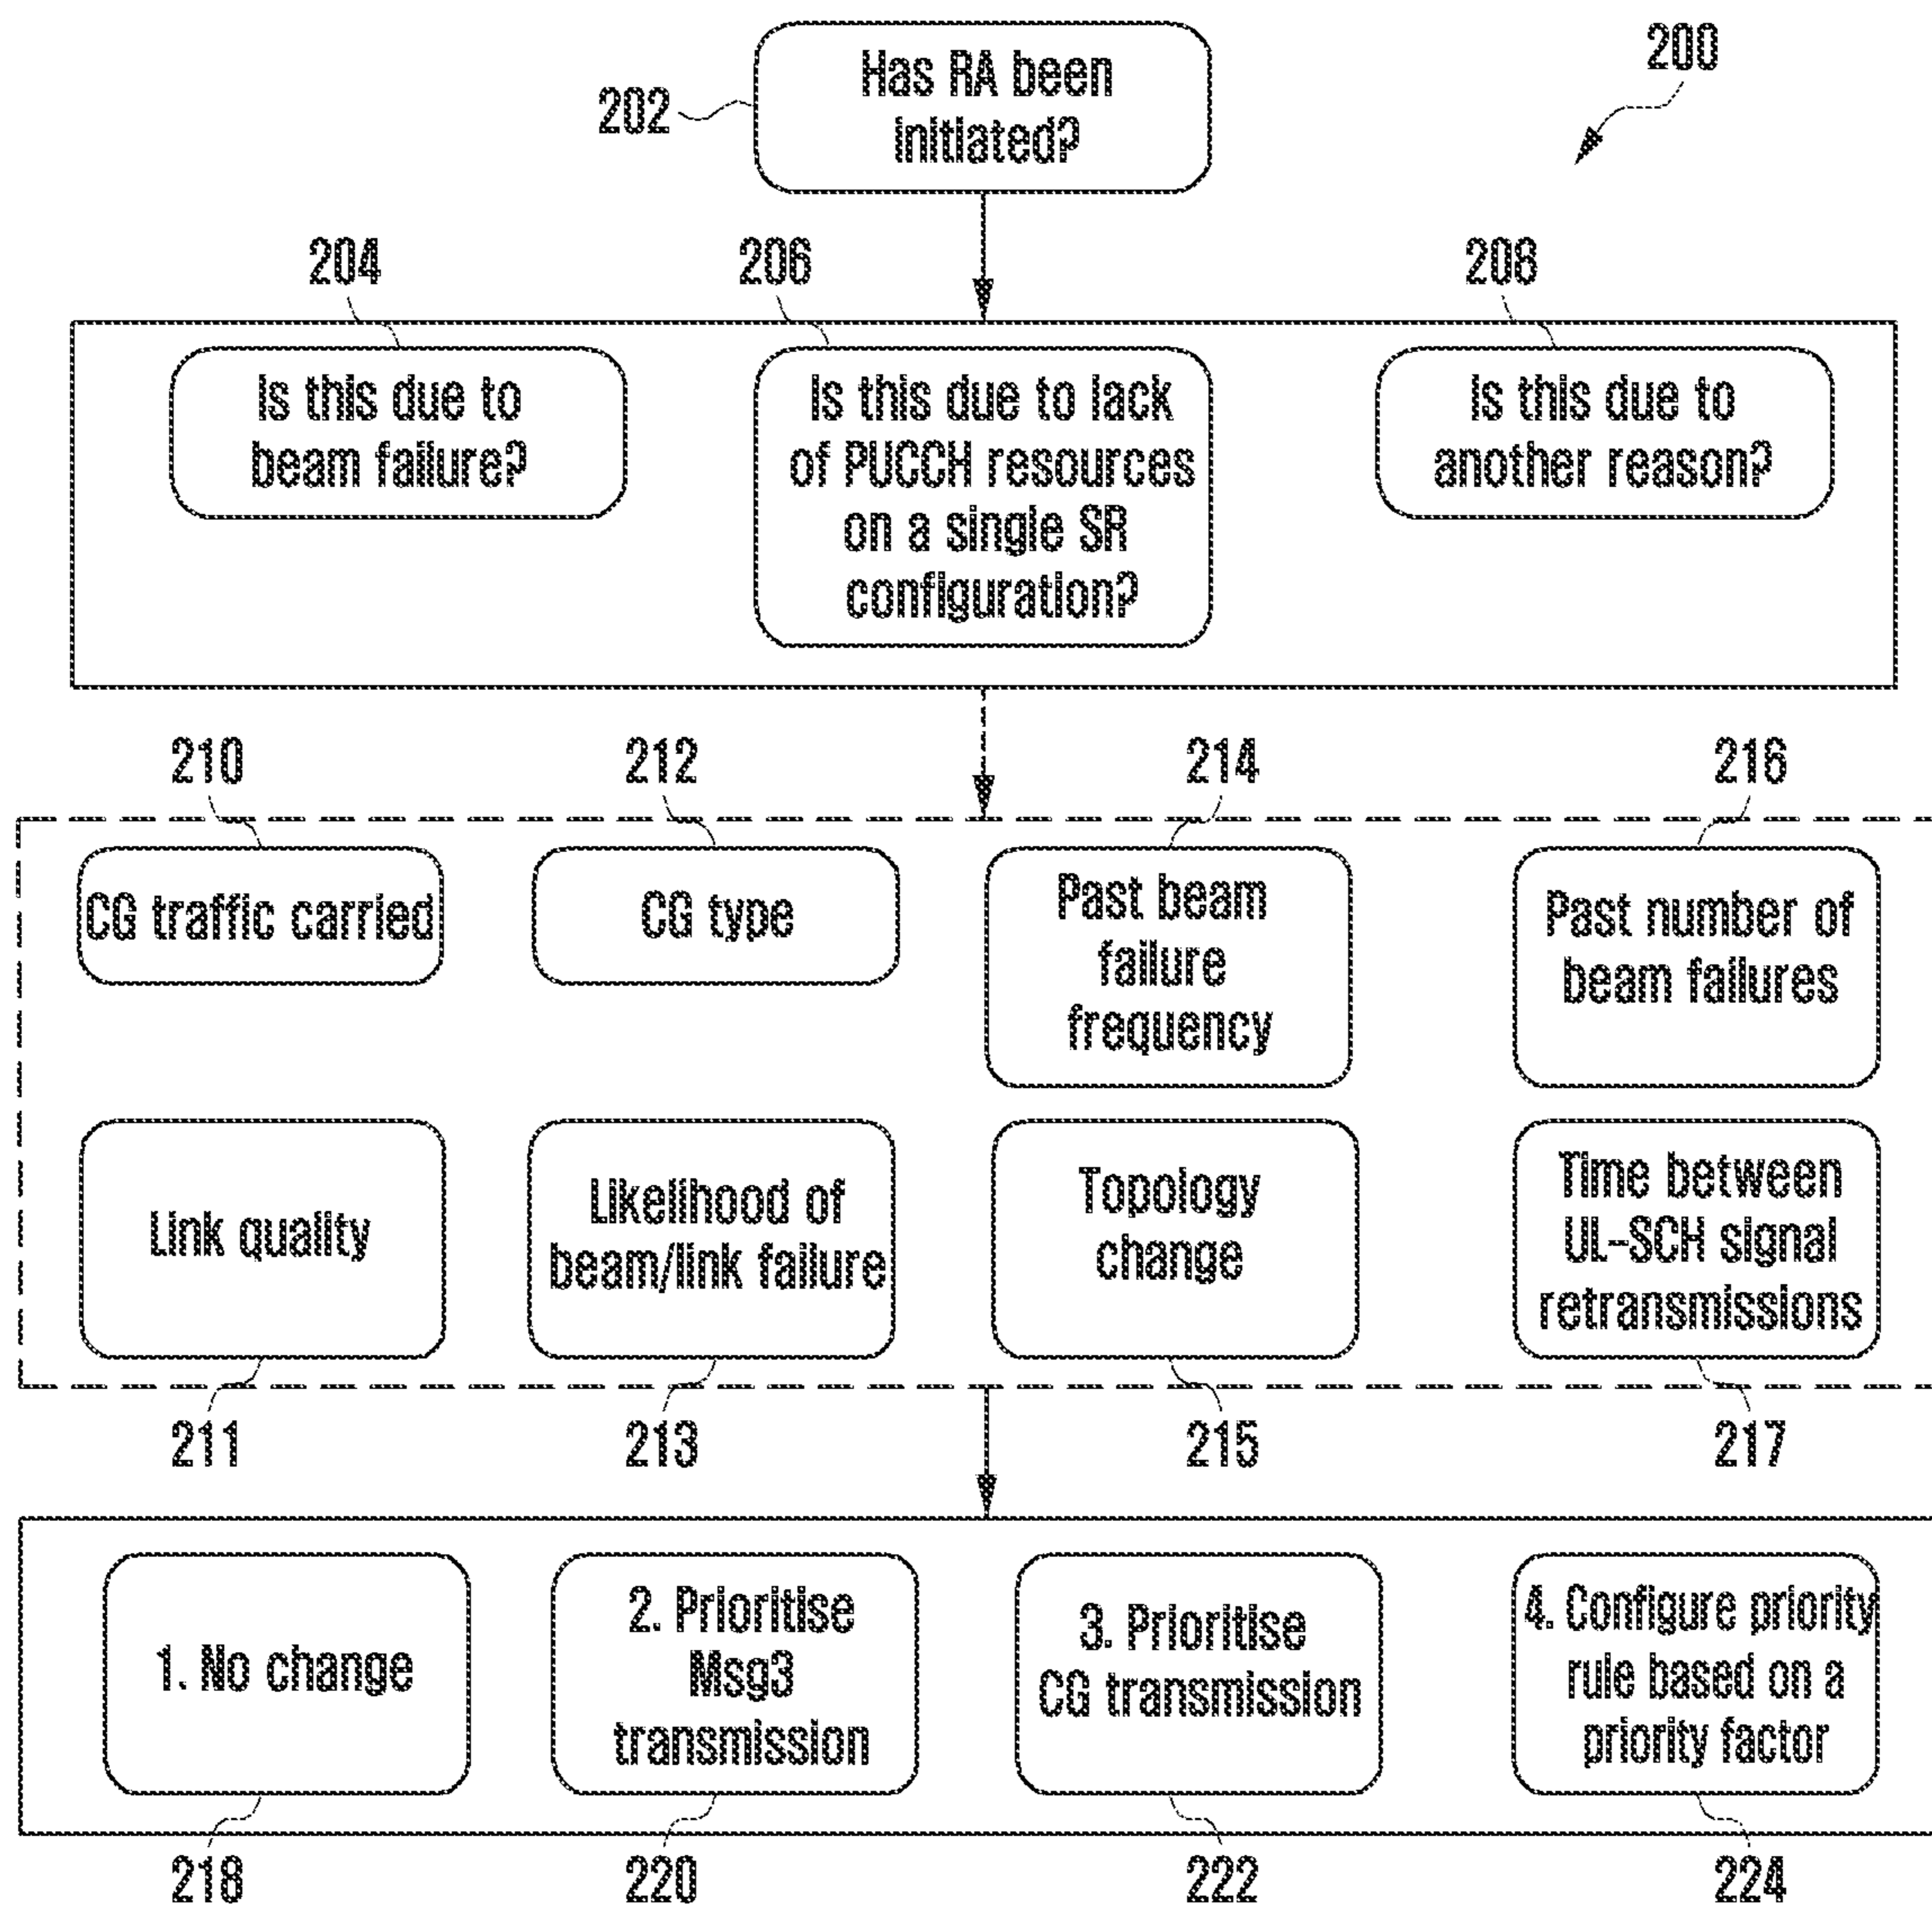 200
Has RA been
initiated?
202
204
206
208
Is this due to
beam failure?
Is this due to lack
of PUCCH resources
on a single SR
configuration?
Is this due to
another reason?
210
212
214
216
CG traffic carried
CG type
Past beam
failure
frequency
Past number of
beam failures
Link quality
Likelihood of
beam/link failure
Topology
change
Time between
UL-SCH signal
retransmissions
211
213
215
217
1. No change
2. Prioritise
Msg3
transmission
3. Prioritise
CG transmission
4. Configure priority
rule based on a
priority factor
218
220
222
224